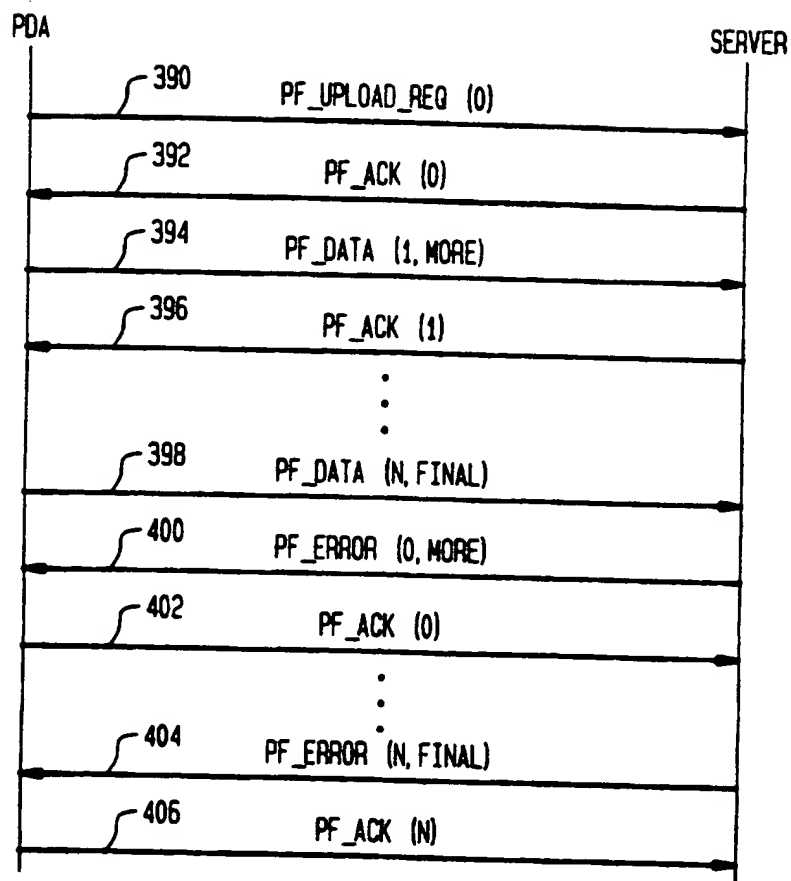 PDA
SERVER
390
PF_UPLOAD_REQ (0)
392
PF_ACK (0)
394
PF_DATA (1, MORE)
396
PF_ACK (1)
398
PF_DATA (N, FINAL)
400
PF_ERROR (0, MORE)
402
PF_ACK (0)
404
PF_ERROR (N, FINAL)
406
PF_ACK (N)